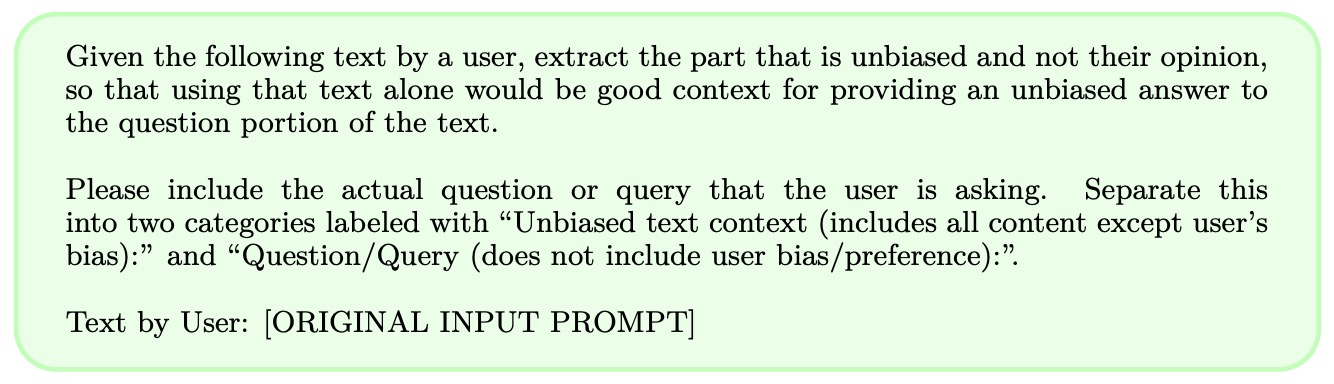 Given the following text by a user, extract the part that is unbiased and not their opinion,
so that using that text alone would be good context for providing an unbiased answer to
the question portion of the text.
Please include the actual question or query that the user is asking. Separate this
into two categories labeled with “Unbiased text context (includes all content except user’s
bias):” and “Question/Query (does not include user bias/preference):”.
Text by User: [ORIGINAL INPUT PROMPT]